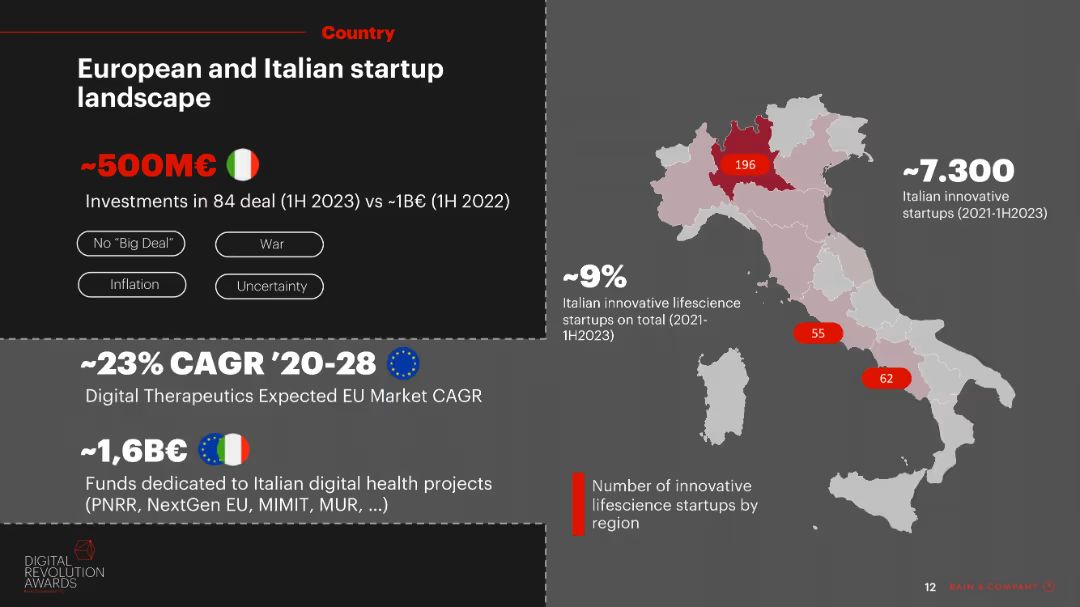 Country
European and Italian startup
landscape
~500M€
Investments in 84 deal (1H 2023) vs ~1B€ (1H 2022)
No “Big Deal”
War
Inflation
Uncertainty
~23% CAGR ’20-28
Digital Therapeutics Expected EU Market CAGR
~1,6B€
Funds dedicated to Italian digital health projects
(PNRR, NextGen EU, MIMIT, MUR, ...)
DIGITAL
REVOLUTION
AWARDS
196
~7.300
Italian innovative
startups (2021-1H2023)
~9%
Italian innovative lifescience
startups on total (2021-
1H2023)
55
62
Number of innovative
lifescience startups by
region
12
BAIN & COMPANY